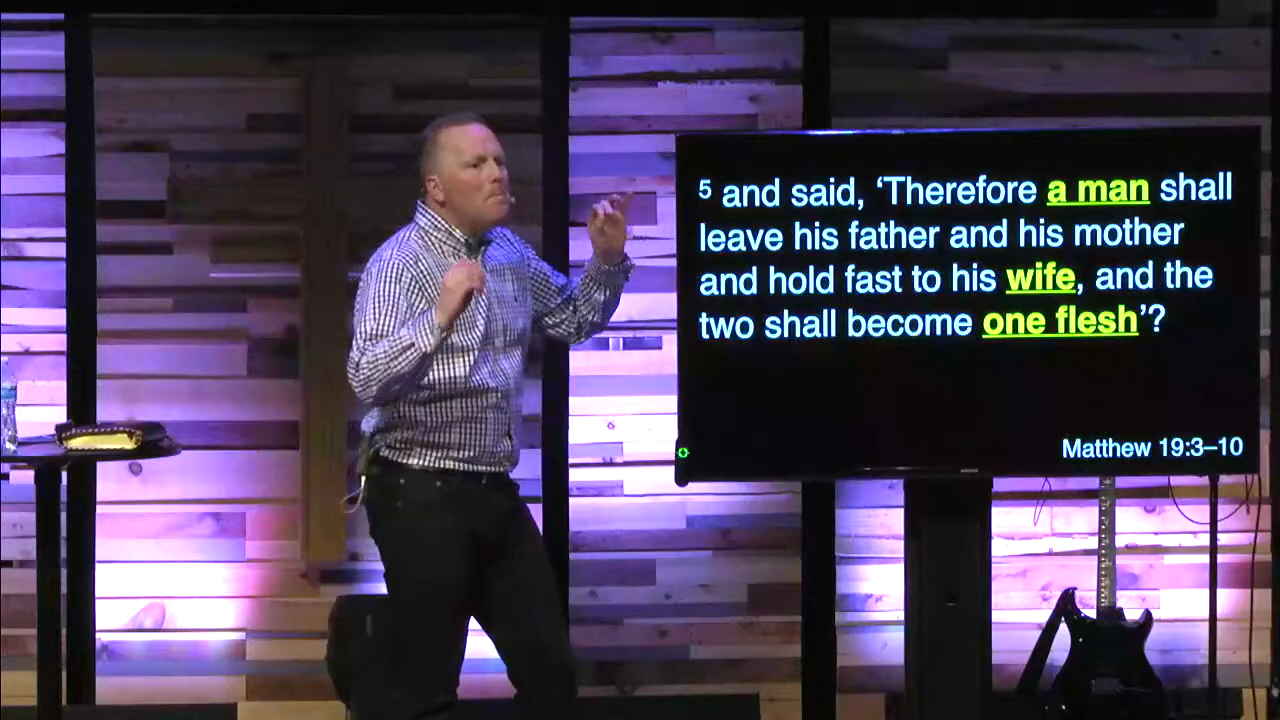 5 and said, ‘Therefore a man shall
leave his father and his mother
and hold fast to his wife, and the
two shall become one flesh’?
Matthew 19:3–10